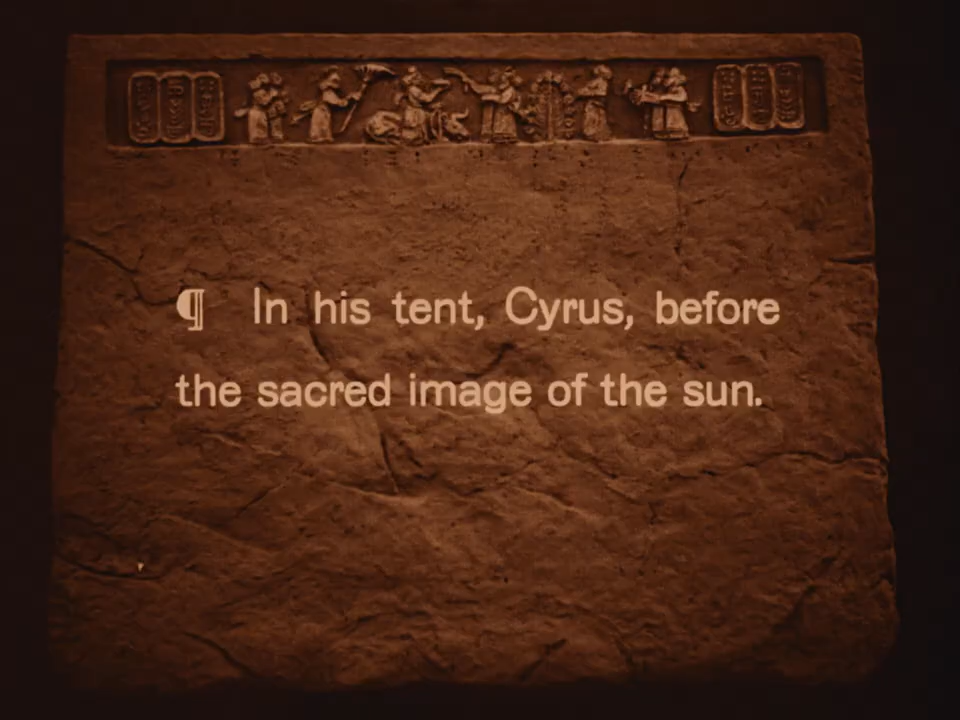 ¶ In his tent, Cyrus, before
the sacred image of the sun.